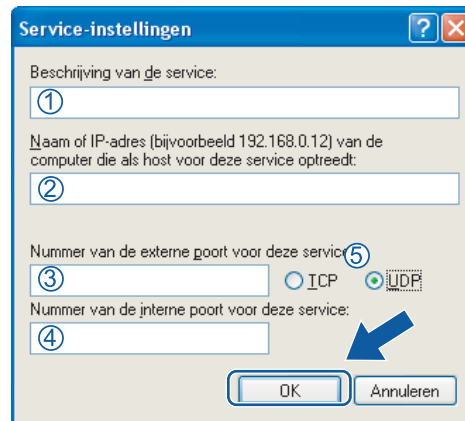 Service-instellingen
?
X
Beschrijving van de service:
①
Naam of IP-adres (bijvoorbeeld 192.168.0.12) van de
computer die als host voor deze service optreedt:
②
Nummer van de externe poort voor deze service
⑤
③
TCP
UDP
Nummer van de interne poort voor deze service:
④
OK
Annuleren